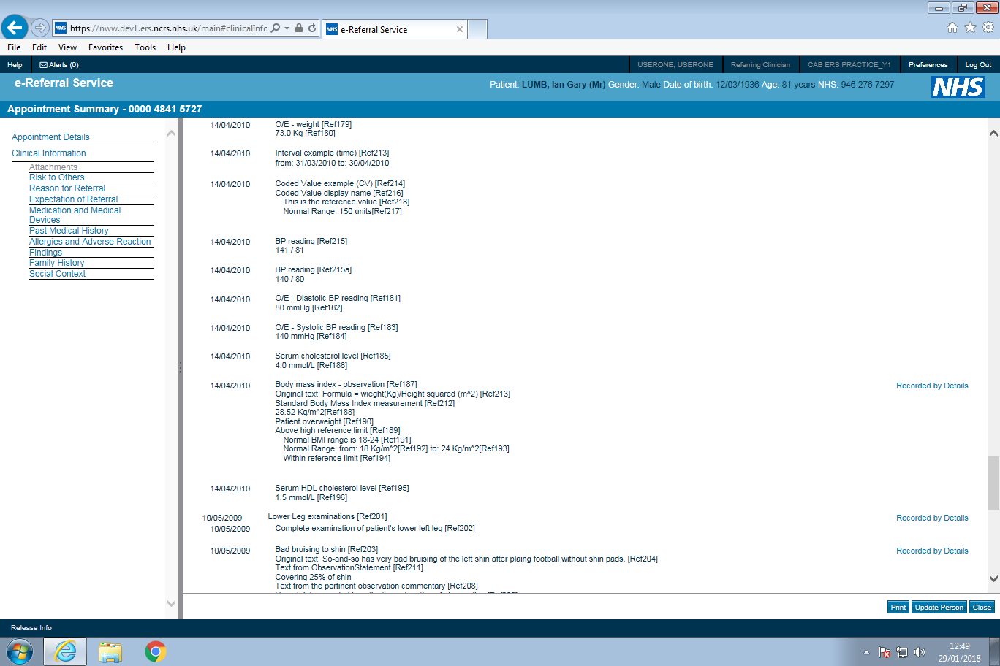 NHS https://nww.dev1.ers.ncrs.nhs.uk/main#clinicalInfo
NHS e-Referral Service
File Edit View Favorites Tools Help
Help Alerts (0) USERONE, USERONE Referring Clinician CAB ERS PRACTICE_Y1 Preferences Log Out
e-Referral Service
Patient: LUMB, Ian Gary (Mr) Gender: Male Date of birth: 12/03/1936 Age: 81 years NHS: 946 276 7297
NHS
Appointment Summary - 0000 4841 5727
Appointment Details
Clinical Information
Attachments
Risk to Others
Reason for Referral
Expectation of Referral
Medication and Medical
Devices
Past Medical History
Allergies and Adverse Reaction
Findings
Family History
Social Context
14/04/2010 O/E - weight [Ref179]
73.0 Kg [Ref180]
14/04/2010 Interval example (time) [Ref213]
from: 31/03/2010 to: 30/04/2010
14/04/2010 Coded Value example (CV) [Ref214]
Coded Value display name [Ref216]
This is the reference value [Ref218]
Normal Range: 150 units[Ref217]
14/04/2010 BP reading [Ref215]
141 / 81
14/04/2010 BP reading [Ref215a]
140 / 80
14/04/2010 O/E - Diastolic BP reading [Ref181]
80 mmHg [Ref182]
14/04/2010 O/E - Systolic BP reading [Ref183]
140 mmHg [Ref184]
14/04/2010 Serum cholesterol level [Ref185]
4.0 mmol/L [Ref186]
14/04/2010 Body mass index - observation [Ref187] Recorded by Details
Original text: Formula = wieght(Kg)/Height squared (m^2) [Ref213]
Standard Body Mass Index measurement [Ref212]
28.52 Kg/m^2[Ref188]
Patient overweight [Ref190]
Above high reference limit [Ref189]
Normal BMI range is 18-24 [Ref191]
Normal Range: from: 18 Kg/m^2[Ref192] to: 24 Kg/m^2[Ref193]
Within reference limit [Ref194]
14/04/2010 Serum HDL cholesterol level [Ref195]
1.5 mmol/L [Ref196]
10/05/2009 Lower Leg examinations [Ref201] Recorded by Details
10/05/2009 Complete examination of patient's lower left leg [Ref202]
10/05/2009 Bad bruising to shin [Ref203] Recorded by Details
Original text: So-and-so has very bad bruising of the left shin after plaing football without shin pads. [Ref204]
Text from ObservationStatement [Ref211]
Covering 25% of shin
Text from the pertinent observation commentary [Ref208]
Print Update Person Close
Release Info
12:49
29/01/2018